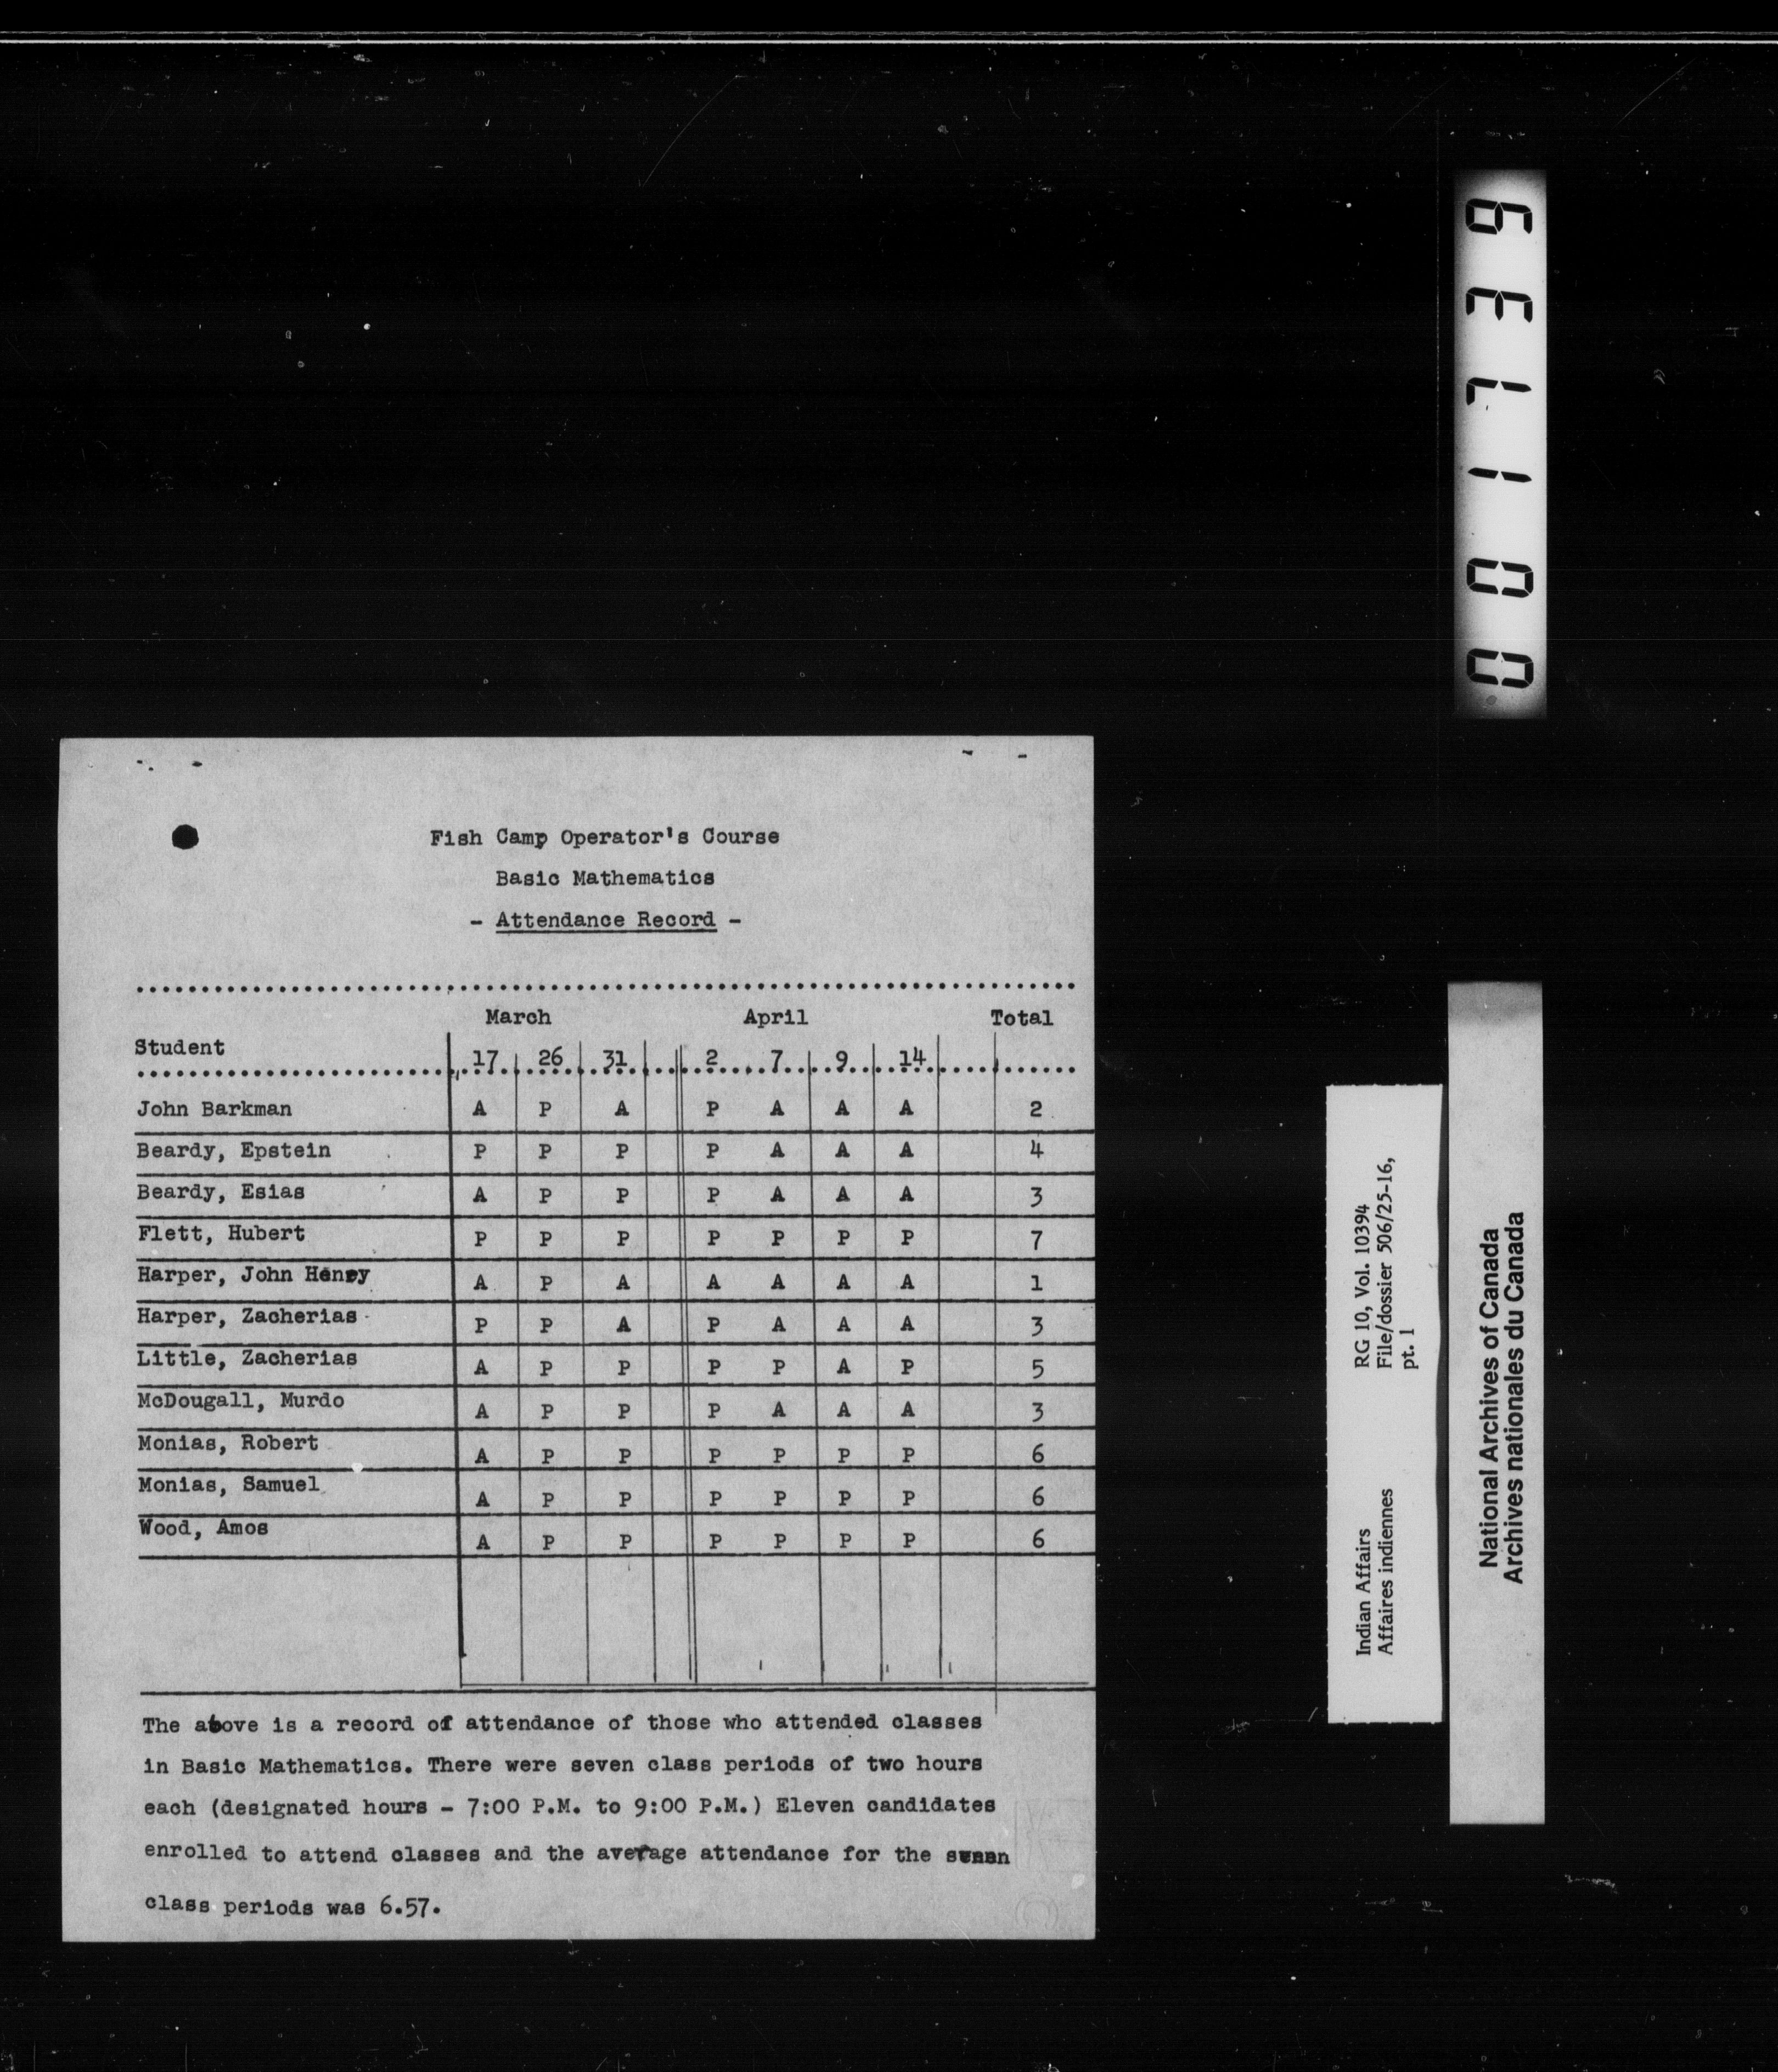 Fish Camp Operator's Course
Basic Mathematics
- Attendance Record -
March April Total
Student 17 26 31 2 7 9 14
John Barkman A P A P A A A 2
Beardy, Epstein P P P P A A A 4
Beardy, Esias A P P P A A A 3
Flett, Hubert P P P P P P P 7
Harper, John Henry A P A A A A A 1
Harper, Zacherias P P A P A A A 3
Little, Zacherias A P P P P A P 5
McDougall, Murdo A P P P A A A 3
Monias, Robert A P P P P P P 6
Monias, Samuel A P P P P P P 6
Wood, Amos A P P P P P P 6
The above is a record of attendance of those who attended classes
in Basic Mathematics. There were seven class periods of two hours
each (designated hours - 7:00 P.M. to 9:00 P.M.) Eleven candidates
enrolled to attend classes and the average attendance for the
class periods was 6.57.
001739
Indian Affairs RG 10, Vol. 10394
Affaires indiennes File/dossier 506/25-16,
pt. 1
National Archives of Canada
Archives nationales du Canada